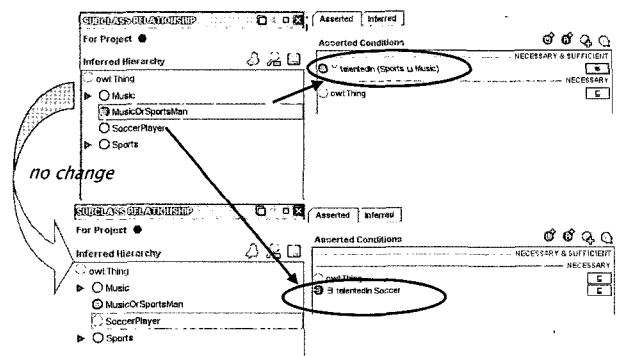 SUBCLASS RELATIONSHIP
For Project
Inferred Hierarchy
owl:Thing
Music
MusicOrSportsMan
SoccerPlayer
Sports
Asserted Inferred
Asserted Conditions
NECESSARY & SUFFICIENT
∀ telentedIn (Sports ⊔ Music)
NECESSARY
owl:Thing
no change
SUBCLASS RELATIONSHIP
For Project
Inferred Hierarchy
owl:Thing
Music
MusicOrSportsMan
SoccerPlayer
Sports
Asserted Inferred
Asserted Conditions
NECESSARY & SUFFICIENT
NECESSARY
owl:Thing
∃ telentedIn Soccer